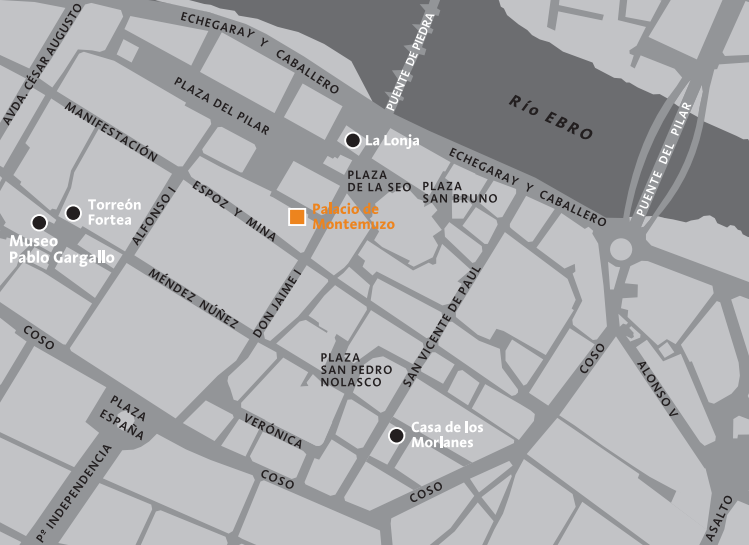 ECHEGARAY Y CABALLERO
AVDA. CÉSAR AUGUSTO
PUENTE DE PIEDRA
PLAZA DEL PILAR
Río EBRO
MANIFESTACIÓN
La Lonja
PUENTE DEL PILAR
ECHEGARAY Y CABALLERO
PLAZA
DE LA SEO
PLAZA
SAN BRUNO
ALFONSO I
ESPOZ Y MINA
Torreón
Fortea
Palacio de
Montemuzo
Museo
Pablo Gargallo
MÉNDEZ NÚÑEZ
DON JAIME I
SAN VICENTE DE PAUL
COSO
PLAZA
SAN PEDRO
NOLASCO
COSO
ALONSO V
PLAZA
ESPAÑA
VERÓNICA
Casa de los
Morlanes
Pº INDEPENDENCIA
COSO
COSO
ASALTO